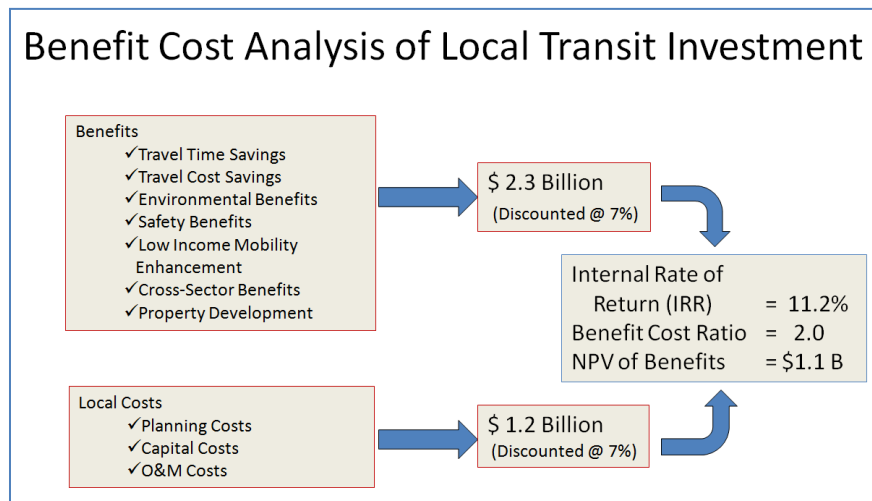 Benefit Cost Analysis of Local Transit Investment
Benefits
✓Travel Time Savings
✓Travel Cost Savings
✓Environmental Benefits
✓Safety Benefits
✓Low Income Mobility
Enhancement
✓Cross-Sector Benefits
✓Property Development
$ 2.3 Billion
(Discounted @ 7%)
Internal Rate of
Return (IRR) = 11.2%
Benefit Cost Ratio = 2.0
NPV of Benefits = $1.1 B
Local Costs
✓Planning Costs
✓Capital Costs
✓O&M Costs
$ 1.2 Billion
(Discounted @ 7%)